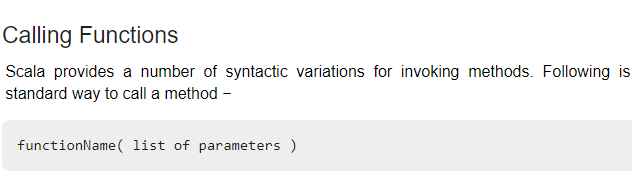 Calling Functions
Scala provides a number of syntactic variations for invoking methods. Following is
standard way to call a method −
functionName( list of parameters )